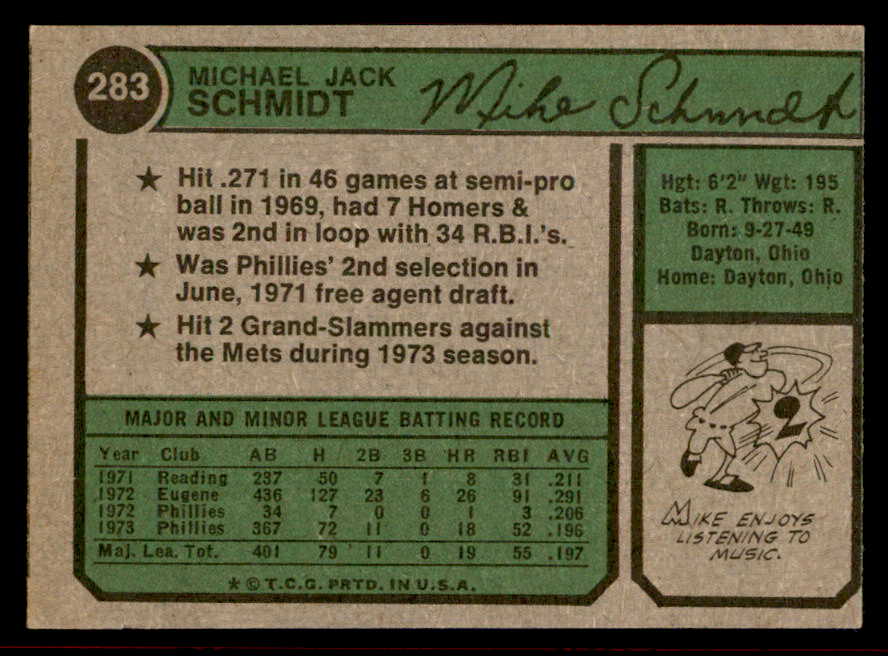 283
MICHAEL JACK
SCHMIDT
Mike Schmidt
★ Hit .271 in 46 games at semi-pro
ball in 1969, had 7 Homers &
was 2nd in loop with 34 R.B.I.'s.
★ Was Phillies' 2nd selection in
June, 1971 free agent draft.
★ Hit 2 Grand-Slammers against
the Mets during 1973 season.
Hgt: 6'2" Wgt: 195
Bats: R. Throws: R.
Born: 9-27-49
Dayton, Ohio
Home: Dayton, Ohio
MAJOR AND MINOR LEAGUE BATTING RECORD
Year Club AB H 2B 3B HR RBI AVG
1971 Reading 237 50 7 1 8 31 .211
1972 Eugene 436 127 23 6 26 91 .291
1972 Phillies 34 7 0 0 1 3 .206
1973 Phillies 367 72 11 0 18 52 .196
Maj. Lea. Tot. 401 79 11 0 19 55 .197
★ © T.C.G. PRTD. IN U.S.A.
2
MIKE ENJOYS
LISTENING TO
MUSIC.